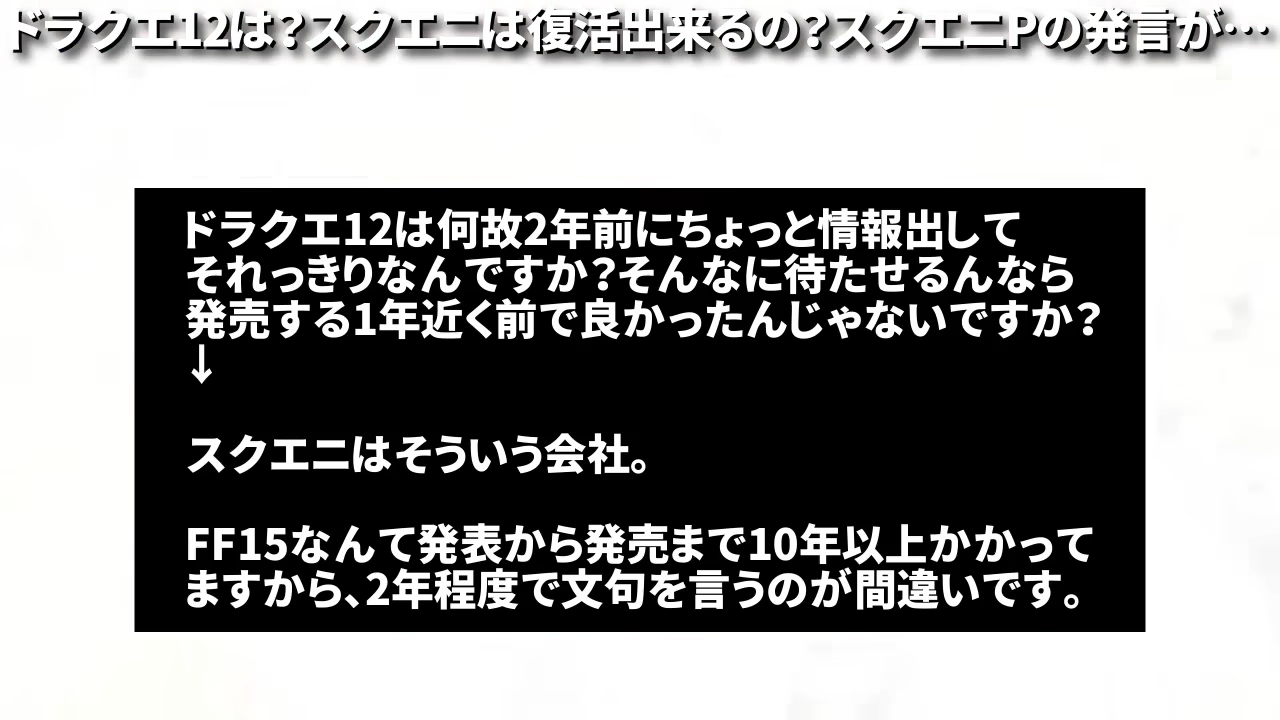 ドラクエ12は？スクエニは復活出来るの？スクエニPの発言が…
ドラクエ12は何故2年前にちょっと情報出して
それっきりなんですか？そんなに待たせるんなら
発売する1年近く前で良かったんじゃないですか？
↓
スクエニはそういう会社。
FF15なんて発表から発売まで10年以上かかって
ますから、2年程度で文句を言うのが間違いです。